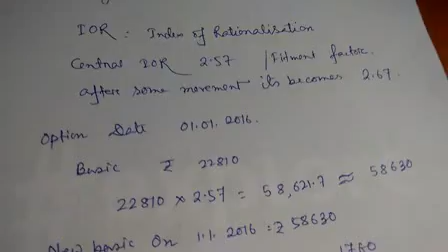 IOR : Index of Rationalisation
Central IOR 2.57 / Fitment factor.
after some movement its becomes 2.67.
Option Date 01.01.2016.
Basic ₹ 22810
22810 × 2.57 = 58,621.7 ≈ 58630
New basic On 1.1.2016 = ₹ 58630
1760